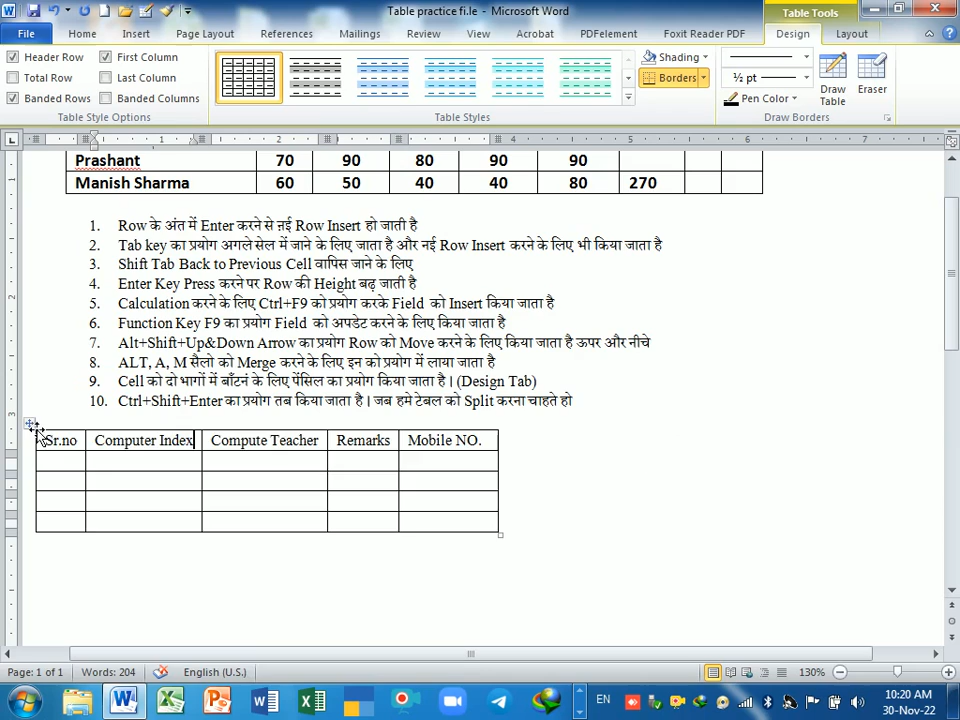 Table practice fi.le - Microsoft Word
Table Tools
File Home Insert Page Layout References Mailings Review View Acrobat PDFelement Foxit Reader PDF Design Layout
Header Row First Column
Total Row Last Column
Banded Rows Banded Columns
Table Style Options
Table Styles
Shading
Borders
½ pt
Pen Color
Draw Table
Eraser
Draw Borders
1 2 3 4 5 6 7 8
Prashant 70 90 80 90 90
Manish Sharma 60 50 40 40 80 270
1. Row के अंत में Enter करने से नई Row Insert हो जाती है
2. Tab key का प्रयोग अगले सेल में जाने के लिए जाता है और नई Row Insert करने के लिए भी किया जाता है
3. Shift Tab Back to Previous Cell वापिस जाने के लिए
4. Enter Key Press करने पर Row की Height बढ़ जाती है
5. Calculation करने के लिए Ctrl+F9 को प्रयोग करके Field को Insert किया जाता है
6. Function Key F9 का प्रयोग Field को अपडेट करने के लिए किया जाता है
7. Alt+Shift+Up&Down Arrow का प्रयोग Row को Move करने के लिए किया जाता है ऊपर और नीचे
8. ALT, A, M सैलो को Merge करने के लिए इन को प्रयोग में लाया जाता है
9. Cell को दो भागों में बाँटनं के लिए पेंसिल का प्रयोग किया जाता है। (Design Tab)
10. Ctrl+Shift+Enter का प्रयोग तब किया जाता है। जब हमे टेबल को Split करना चाहते हो
Sr.no Computer Index Compute Teacher Remarks Mobile NO.
Page: 1 of 1 Words: 204 English (U.S.) 130%
EN 10:20 AM
30-Nov-22